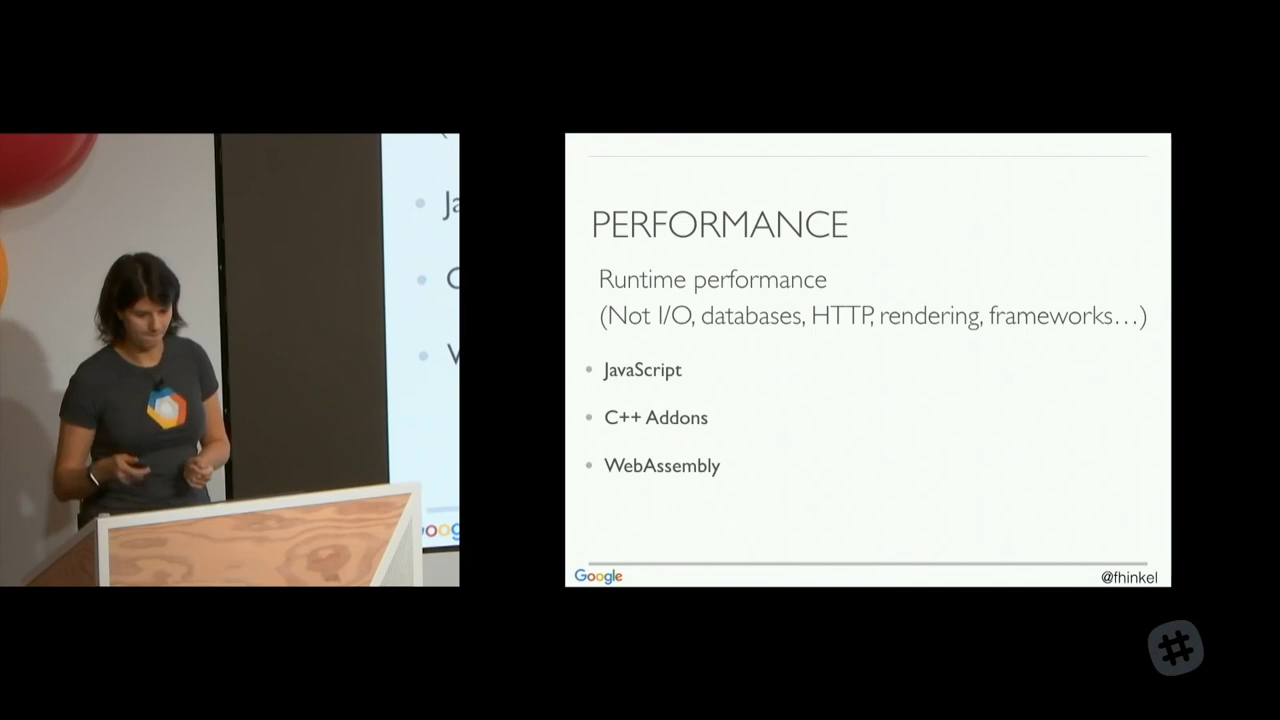 PERFORMANCE
Runtime performance
(Not I/O, databases, HTTP, rendering, frameworks…)
JavaScript
C++ Addons
WebAssembly
Google
@fhinkel